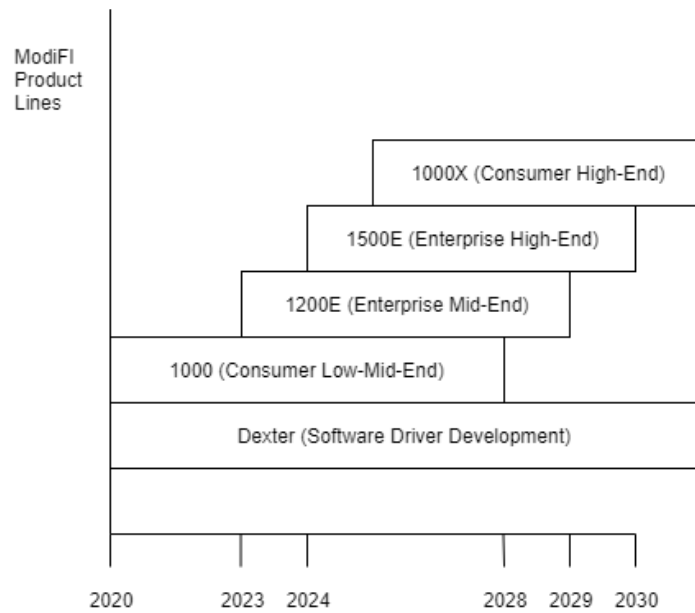 ModiFI
Product
Lines
1000X (Consumer High-End)
1500E (Enterprise High-End)
1200E (Enterprise Mid-End)
1000 (Consumer Low-Mid-End)
Dexter (Software Driver Development)
2020 2023 2024 2028 2029 2030